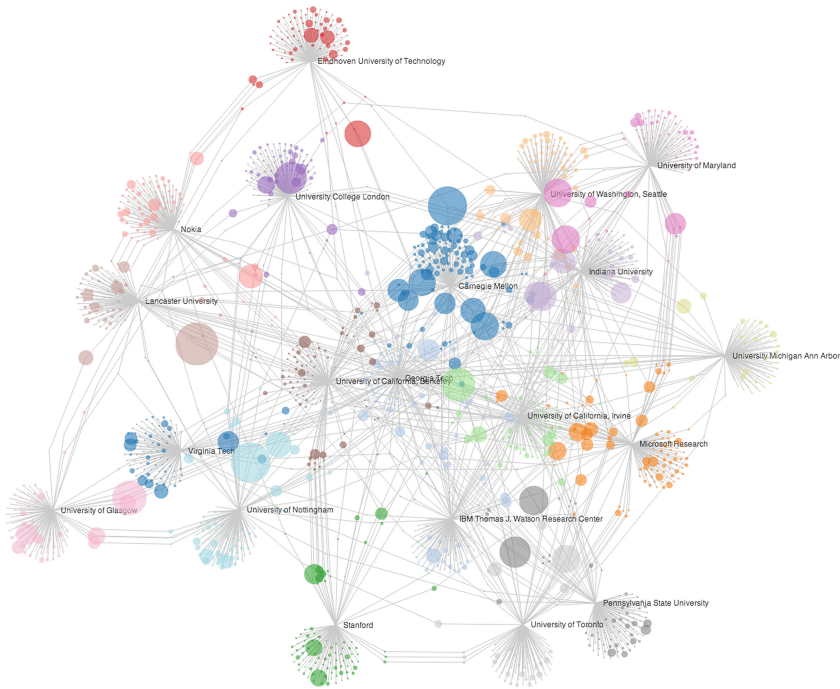 Eindhoven University of Technology
University of Maryland
University of Washington, Seattle
University College London
Nokia
Indiana University
Carnegie Mellon
Lancaster University
University Michigan Ann Arbor
Georgia Tech
University of California, Berkeley
University of California, Irvine
Microsoft Research
Virginia Tech
University of Glasgow
University of Nottingham
IBM Thomas J. Watson Research Center
Pennsylvania State University
Stanford
University of Toronto